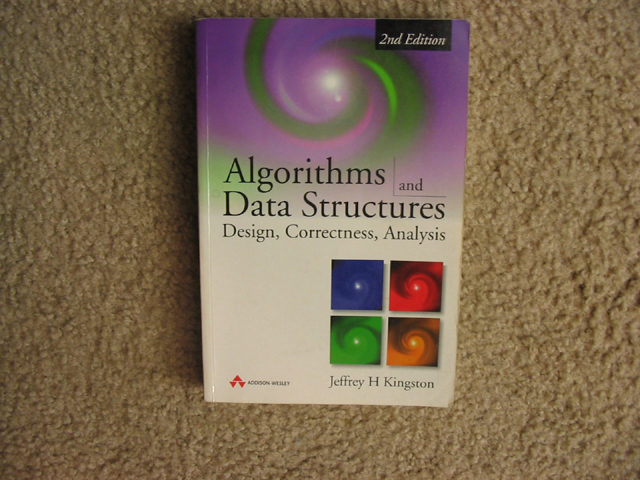 2nd Edition
Algorithms and
Data Structures
Design, Correctness, Analysis
ADDISON-WESLEY
Jeffrey H Kingston